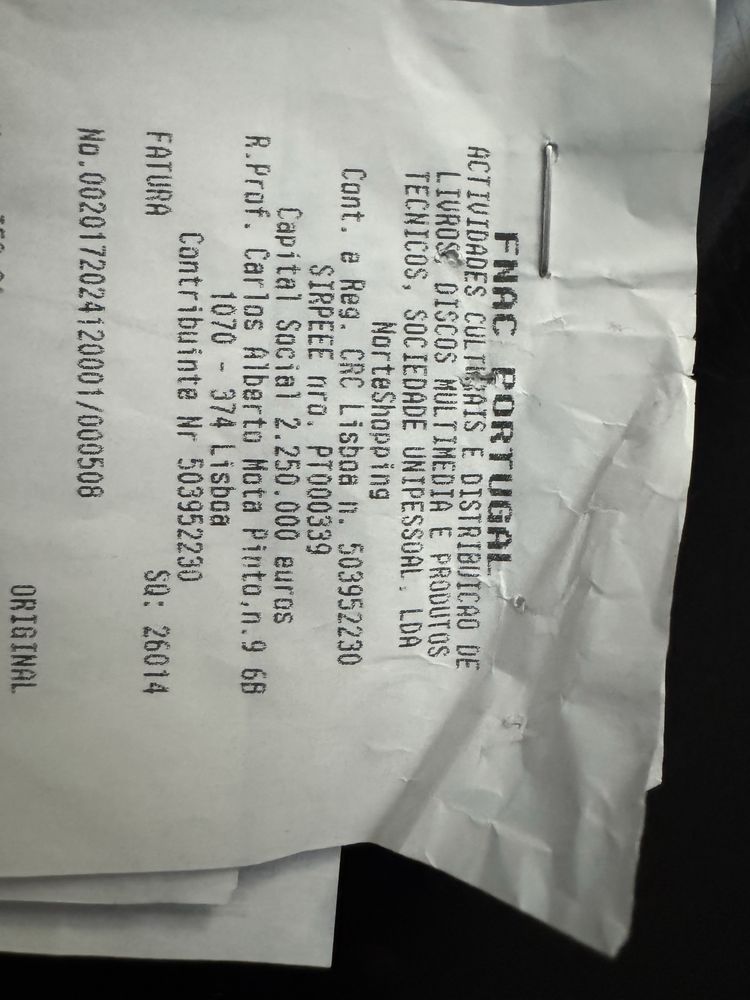 FNAC PORTUGAL
ACTIVIDADES CULTURAIS E DISTRIBUICAO DE
LIVROS, DISCOS MULTIMEDIA E PRODUTOS
TECNICOS, SOCIEDADE UNIPESSOAL, LDA
NorteShopping
Cont. e Reg. CRC Lisboa n. 503952230
SIRPEEE nro. PT000339
Capital Social 2.250.000 euros
R.Prof. Carlos Alberto Mota Pinto,n.9 6B
1070 - 374 Lisboa
Contribuinte Nr 503952230
FATURA SQ: 26014
No.0020172024120001/000508
ORIGINAL